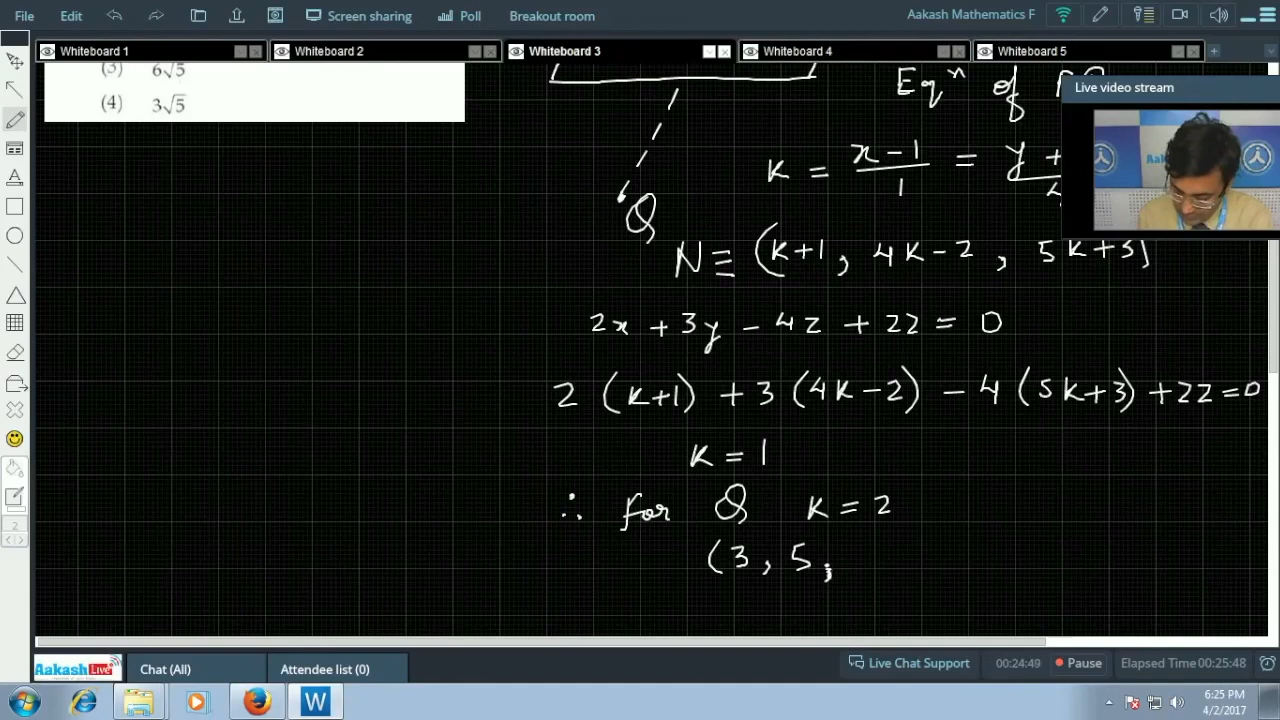 File Edit Screen sharing Poll Breakout room Aakash Mathematics F
Whiteboard 1 Whiteboard 2 Whiteboard 3 Whiteboard 4 Whiteboard 5
(3) 6√5
(4) 3√5
Eqⁿ of
Live video stream
K = x-1/1 = y+
Q
N ≡ (K+1, 4K-2, 5K+3)
2x + 3y - 4z + 22 = 0
2 (K+1) + 3 (4K-2) - 4 (5K+3) + 22 = 0
K = 1
∴ for Q K = 2
(3, 5,
2
Aakash Live Chat (All) Attendee list (0) Live Chat Support 00:24:49 Pause Elapsed Time 00:25:48
W
6:25 PM
4/2/2017